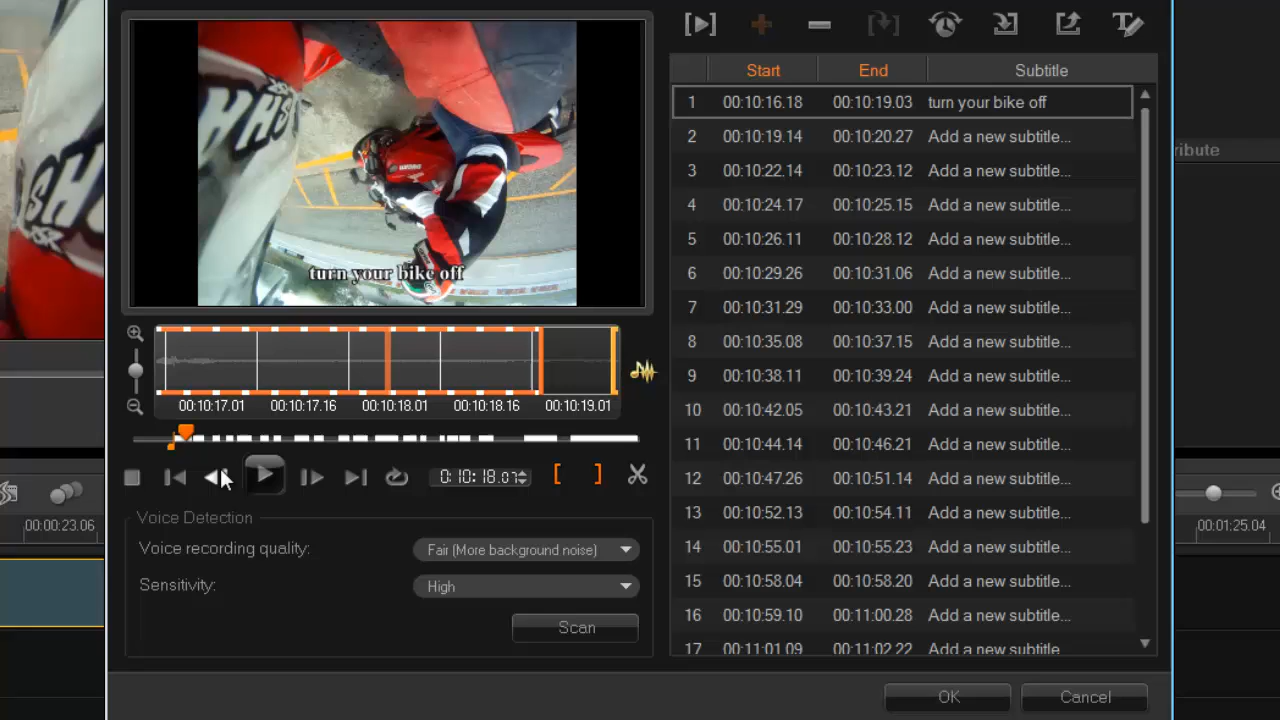 turn your bike off
00:10:17.01 00:10:17.16 00:10:18.01 00:10:18.16 00:10:19.01
0:10:18.07
Voice Detection
Voice recording quality: Fair (More background noise)
Sensitivity: High
Scan
Start End Subtitle
1 00:10:16.18 00:10:19.03 turn your bike off
2 00:10:19.14 00:10:20.27 Add a new subtitle...
3 00:10:22.14 00:10:23.12 Add a new subtitle...
4 00:10:24.17 00:10:25.15 Add a new subtitle...
5 00:10:26.11 00:10:28.12 Add a new subtitle...
6 00:10:29.26 00:10:31.06 Add a new subtitle...
7 00:10:31.29 00:10:33.00 Add a new subtitle...
8 00:10:35.08 00:10:37.15 Add a new subtitle...
9 00:10:38.11 00:10:39.24 Add a new subtitle...
10 00:10:42.05 00:10:43.21 Add a new subtitle...
11 00:10:44.14 00:10:46.21 Add a new subtitle...
12 00:10:47.26 00:10:51.14 Add a new subtitle...
13 00:10:52.13 00:10:54.11 Add a new subtitle...
14 00:10:55.01 00:10:55.23 Add a new subtitle...
15 00:10:58.04 00:10:58.20 Add a new subtitle...
16 00:10:59.10 00:11:00.28 Add a new subtitle...
17 00:11:01.09 00:11:02.22 Add a new subtitle
OK Cancel
ribute
00:00:23.06
00:01:25.04